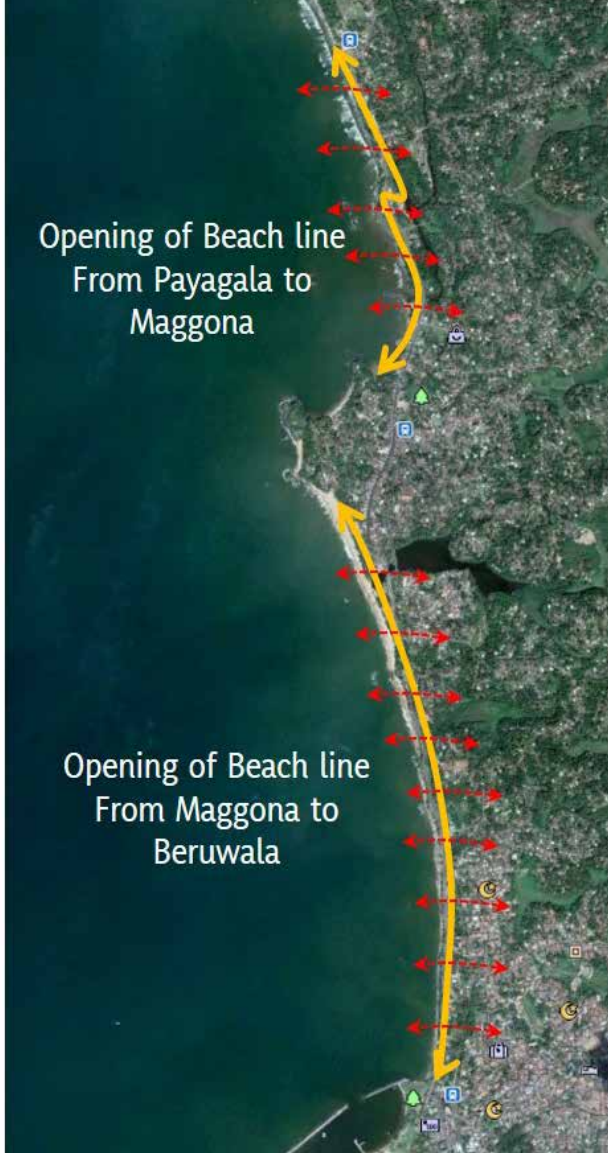 Opening of Beach line
From Payagala to
Maggona
Opening of Beach line
From Maggona to
Beruwala